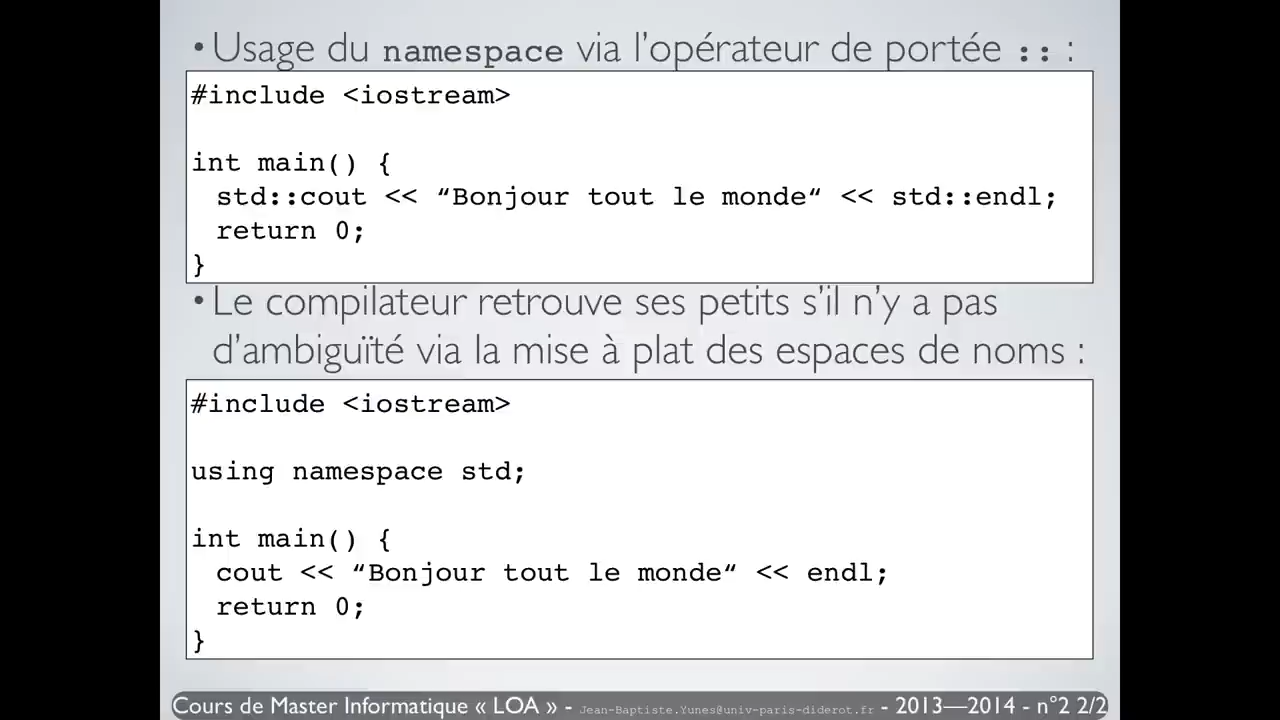 •Usage du namespace via l’opérateur de portée :: :
#include <iostream>
int main() {
std::cout << “Bonjour tout le monde“ << std::endl;
return 0;
}
•Le compilateur retrouve ses petits s’il n’y a pas
d’ambiguïté via la mise à plat des espaces de noms :
#include <iostream>
using namespace std;
int main() {
cout << “Bonjour tout le monde“ << endl;
return 0;
}
Cours de Master Informatique « LOA » - Jean-Baptiste.Yunes@univ-paris-diderot.fr - 2013—2014 - n°2 2/2